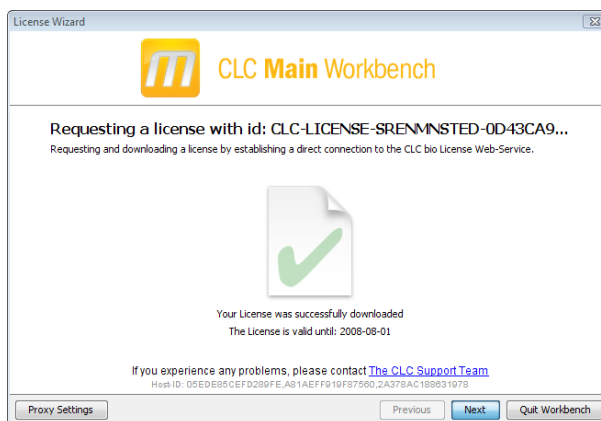 License Wizard
CLC Main Workbench
Requesting a license with id: CLC-LICENSE-SRENMNSTED-0D43CA9...
Requesting and downloading a license by establishing a direct connection to the CLC bio License Web-Service.
Your License was successfully downloaded
The License is valid until: 2008-08-01
If you experience any problems, please contact The CLC Support Team
Host-ID: 05EDE85CEFD289FE,A81AEFF919F87560,2A378AC188631978
Proxy Settings
Previous
Next
Quit Workbench